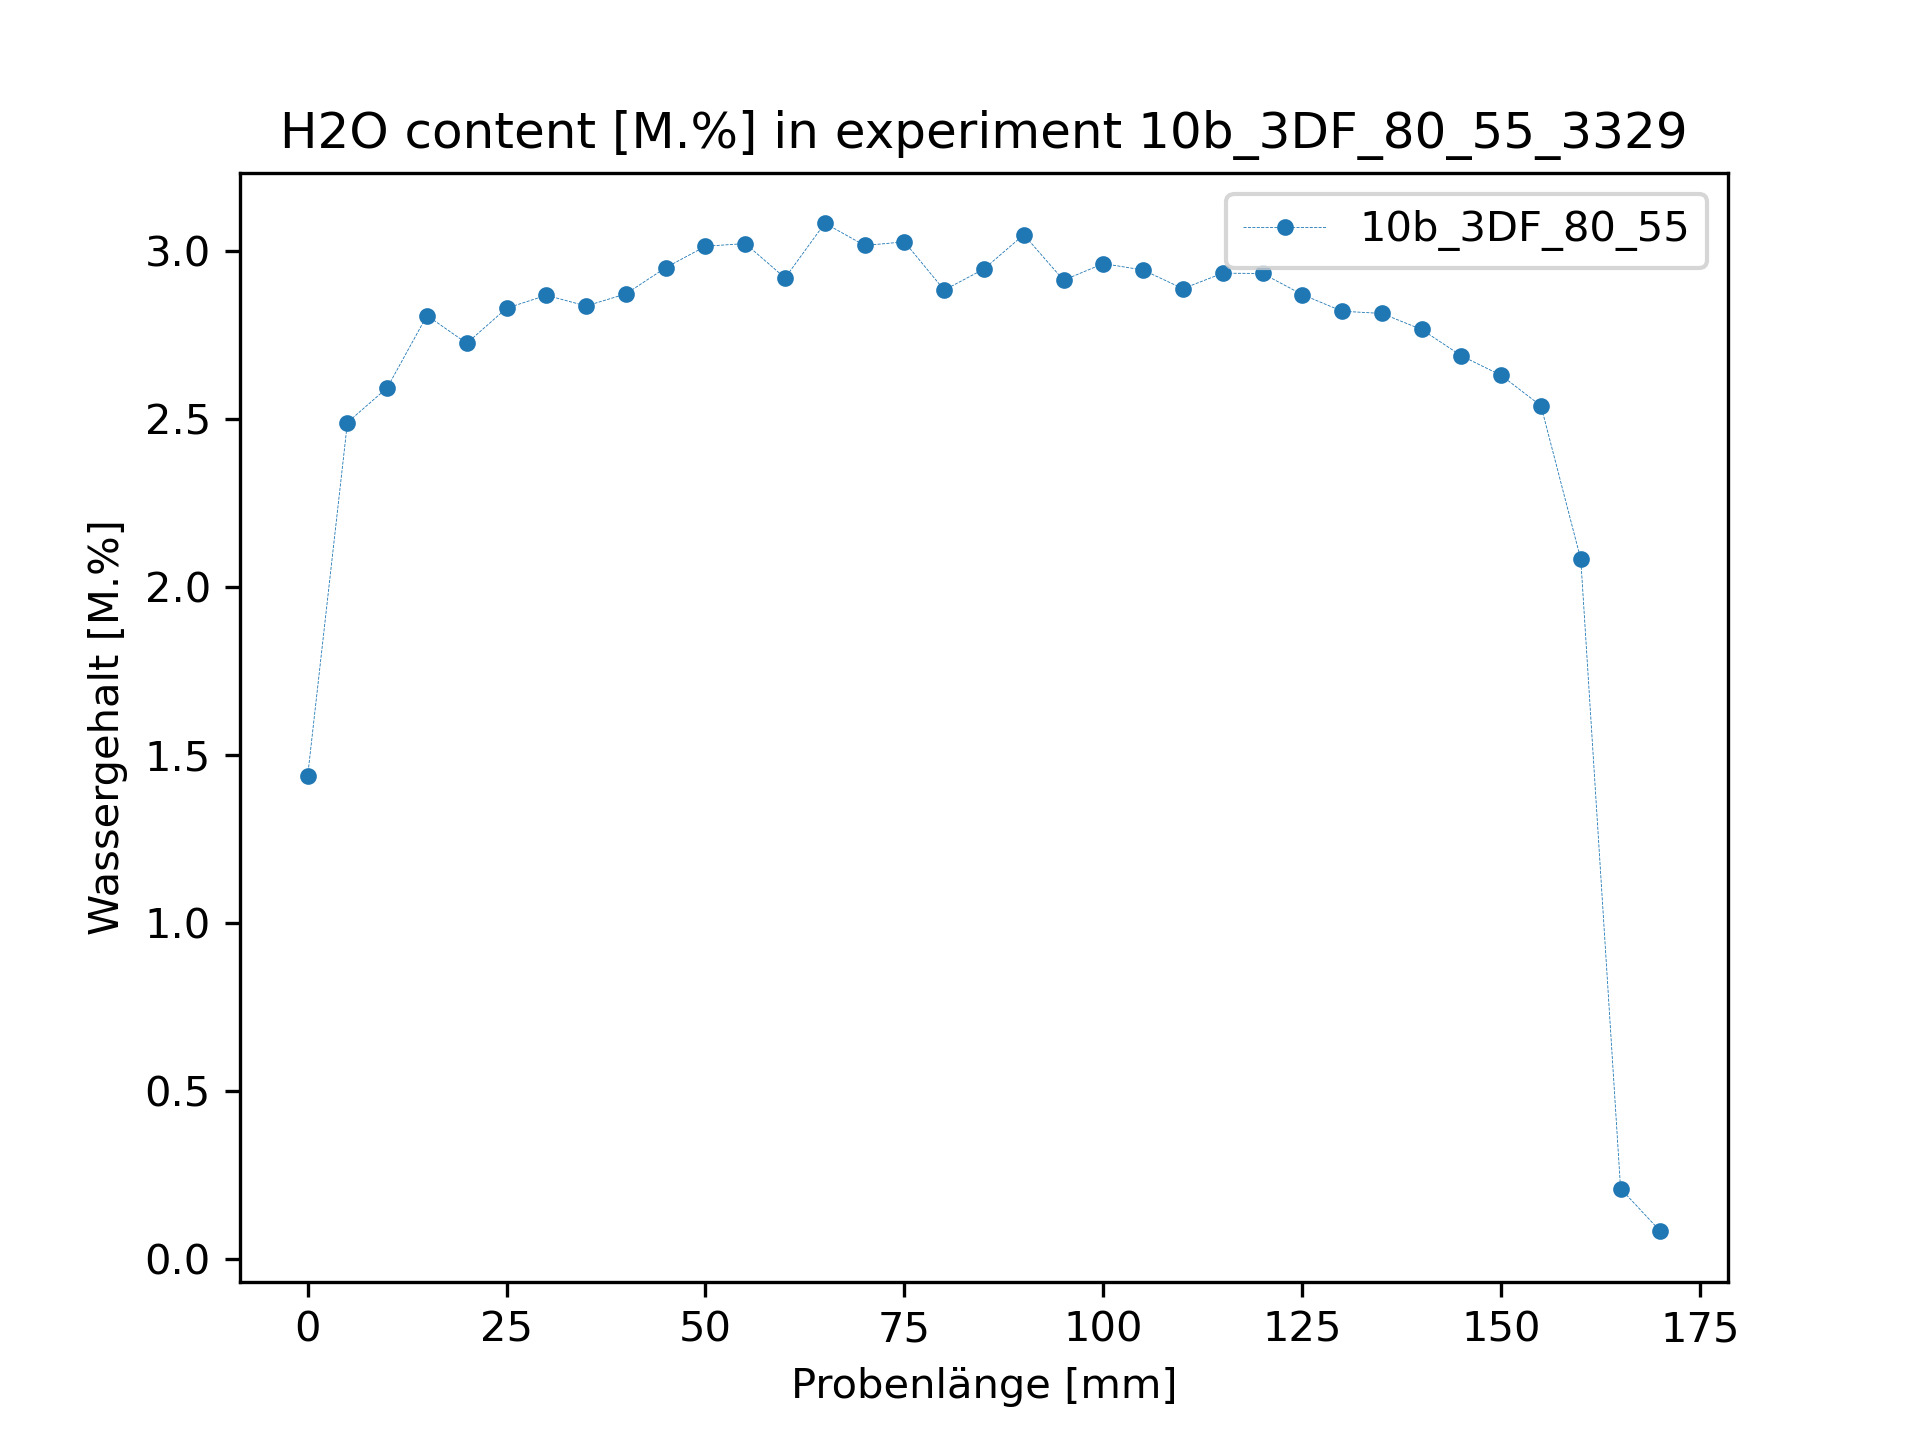 H2O content [M.%] in experiment 10b_3DF_80_55_3329
10b_3DF_80_55
3.0
2.5
2.0
1.5
1.0
0.5
0.0
Wassergehalt [M.%]
0 25 50 75 100 125 150 175
Probenlänge [mm]